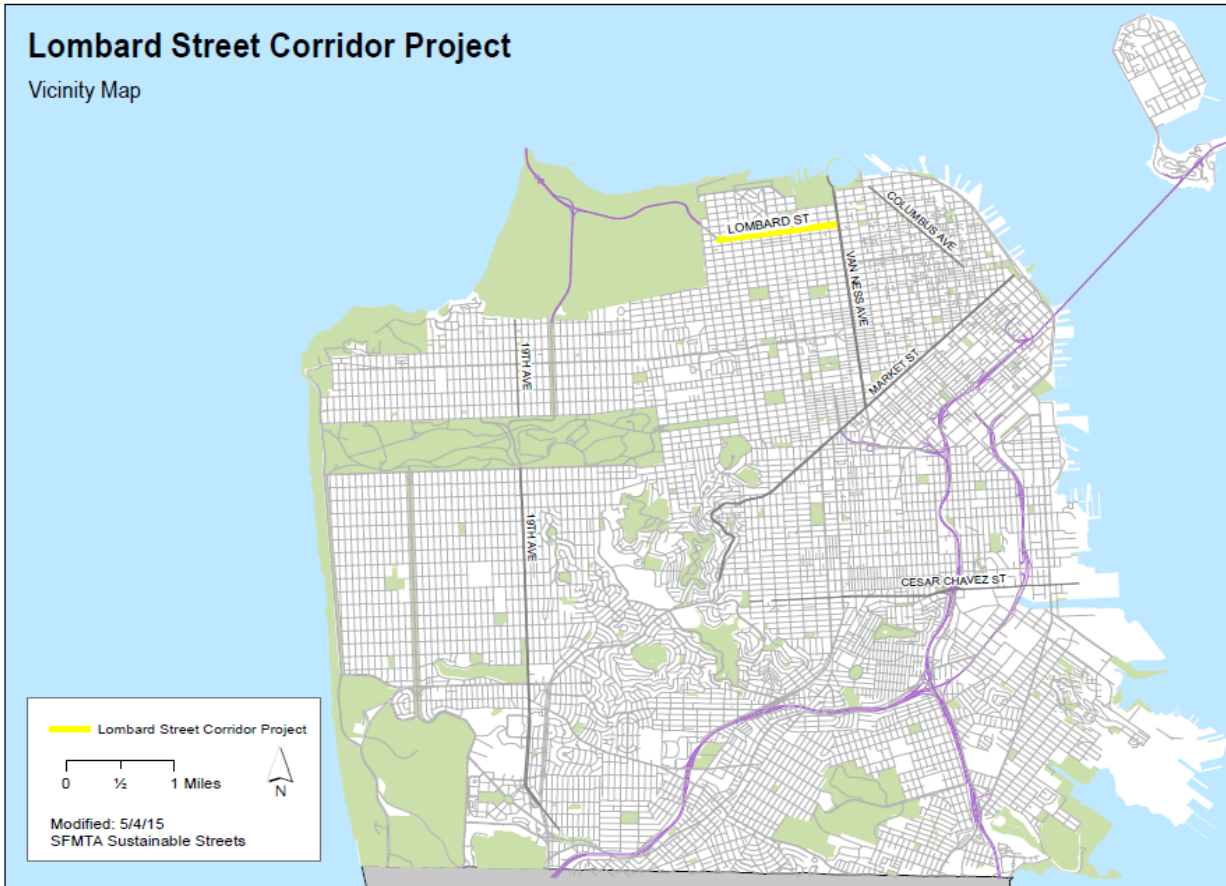 Lombard Street Corridor Project
Vicinity Map
LOMBARD ST
COLUMBUS AVE
VAN NESS AVE
19TH AVE
MARKET ST
19TH AVE
CESAR CHAVEZ ST
Lombard Street Corridor Project
0 ½ 1 Miles
N
Modified: 5/4/15
SFMTA Sustainable Streets